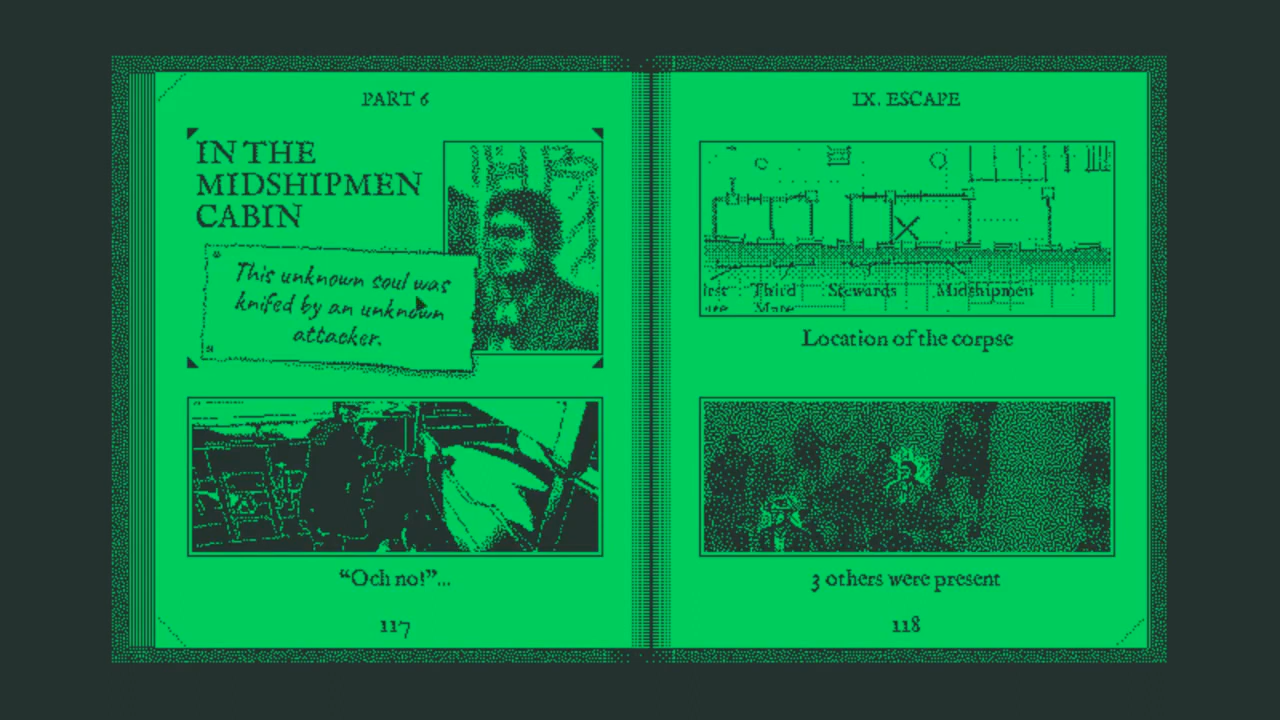 PART 6
IN THE
MIDSHIPMEN
CABIN
This unknown soul was
knifed by an unknown
attacker.
“Och no!”...
117
IX. ESCAPE
Third
Stewards
Midshipmen
Mate
Location of the corpse
3 others were present
118